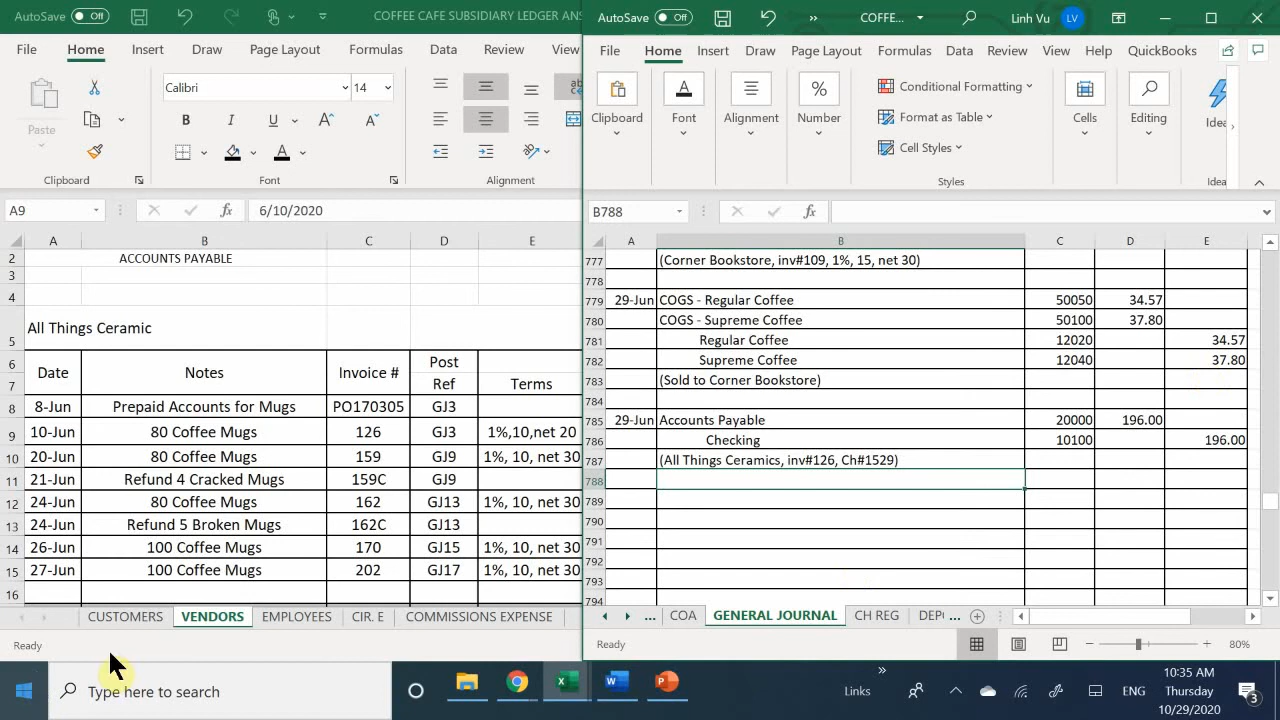 AutoSave Off
COFFEE CAFE SUBSIDIARY LEDGER ANS
File Home Insert Draw Page Layout Formulas Data Review View
Paste
Calibri 14
B I U A A
A
Clipboard Font Alignment
A9 fx 6/10/2020
A B C D E
2 ACCOUNTS PAYABLE
3
4
5 All Things Ceramic
6 Date Notes Invoice # Post
7 Ref Terms
8 8-Jun Prepaid Accounts for Mugs PO170305 GJ3
9 10-Jun 80 Coffee Mugs 126 GJ3 1%,10,net 20
10 20-Jun 80 Coffee Mugs 159 GJ9 1%, 10, net 30
11 21-Jun Refund 4 Cracked Mugs 159C GJ9
12 24-Jun 80 Coffee Mugs 162 GJ13 1%, 10, net 30
13 24-Jun Refund 5 Broken Mugs 162C GJ13
14 26-Jun 100 Coffee Mugs 170 GJ15 1%, 10, net 30
15 27-Jun 100 Coffee Mugs 202 GJ17 1%, 10, net 30
16
CUSTOMERS VENDORS EMPLOYEES CIR. E COMMISSIONS EXPENSE
Ready
AutoSave Off COFFE... Linh Vu LV
File Home Insert Draw Page Layout Formulas Data Review View Help QuickBooks
Clipboard Font Alignment Number
Conditional Formatting
Format as Table
Cell Styles
Cells Editing Idea
Styles Idea
B788 fx
A B C D E
777 (Corner Bookstore, inv#109, 1%, 15, net 30)
778
779 29-Jun COGS - Regular Coffee 50050 34.57
780 COGS - Supreme Coffee 50100 37.80
781 Regular Coffee 12020 34.57
782 Supreme Coffee 12040 37.80
783 (Sold to Corner Bookstore)
784
785 29-Jun Accounts Payable 20000 196.00
786 Checking 10100 196.00
787 (All Things Ceramics, inv#126, Ch#1529)
788
789
790
791
792
793
794
... COA GENERAL JOURNAL CH REG DEP ...
Ready 80%
Type here to search
Links
ENG
10:35 AM
Thursday
10/29/2020
3